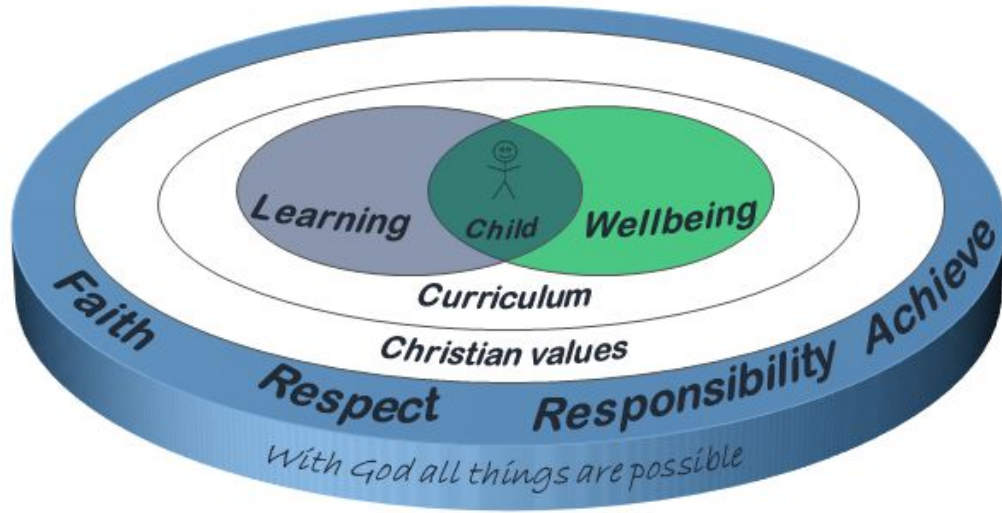 Learning
Child
Wellbeing
Curriculum
Christian values
Faith
Respect
Responsibility
Achieve
With God all things are possible